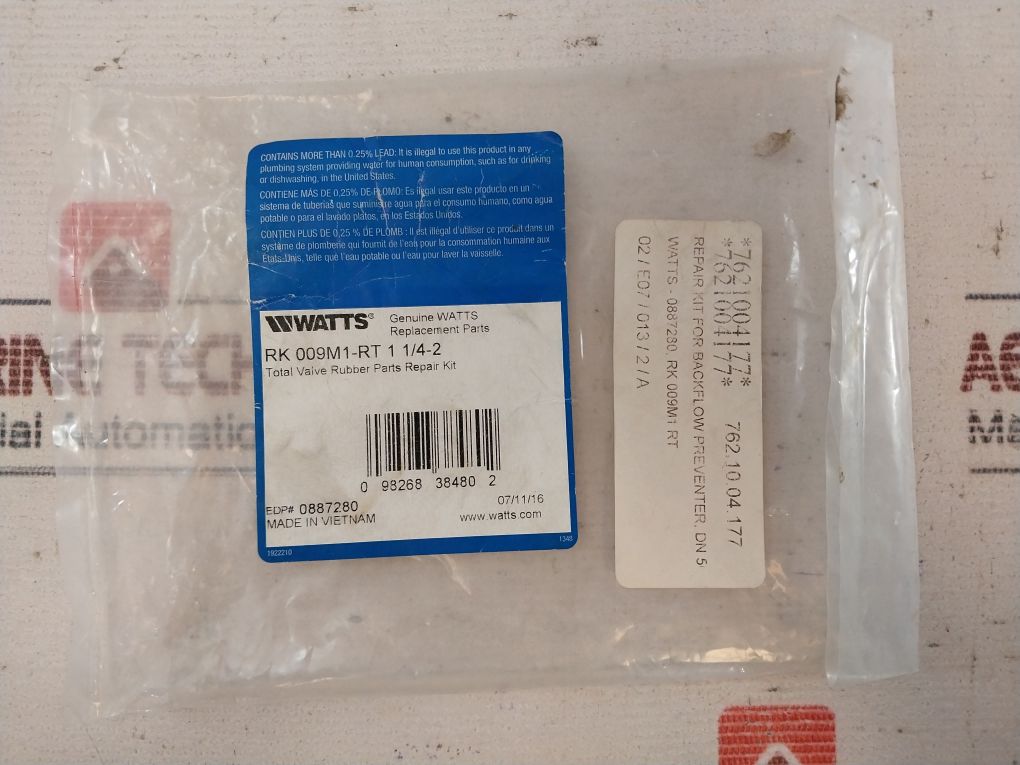 CONTAINS MORE THAN 0.25% LEAD: It is illegal to use this product in any
plumbing system providing water for human consumption, such as for drinking
or dishwashing, in the United States.
CONTIENE MÁS DE 0,25% DE PLOMO: Es ilegal usar este producto en un
sistema de tuberías que suministre agua para el consumo humano, como agua
potable o para el lavado platos, en los Estados Unidos.
CONTIEN PLUS DE 0,25 % DE PLOMB : Il est illégal d'utiliser ce produit dans un
système de plomberie qui fournit de l'eau pour la consommation humaine aux
États-Unis, telle que l'eau potable ou l'eau pour laver la vaisselle.
WATTS® Genuine WATTS
Replacement Parts
RK 009M1-RT 1 1/4-2
Total Valve Rubber Parts Repair Kit
0 98268 38480 2
EDP# 0887280 07/11/16
MADE IN VIETNAM www.watts.com
1922210 1348
*7621004177*
*7621004177* 762.10.04.177
REPAIR KIT FOR BACKFLOW PREVENTER, DN 5
WATTS - 0887280, RK 009M1 RT
02 / E07 / 013 / 2 / A
RING TECH
ial Automation